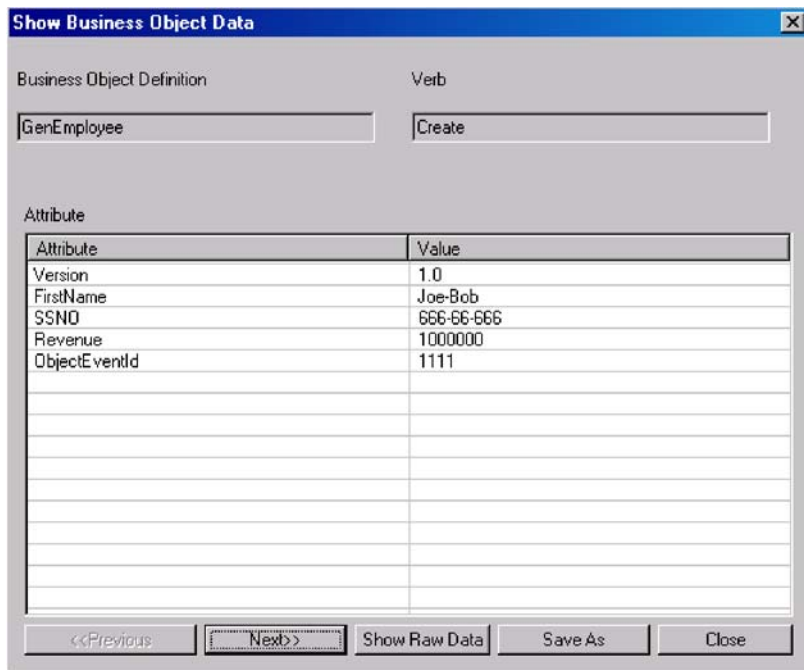 Show Business Object Data
Business Object Definition Verb
GenEmployee Create
Attribute
Attribute Value
Version 1.0
FirstName Joe-Bob
SSNO 666-66-666
Revenue 1000000
ObjectEventId 1111
<<Previous Next>> Show Raw Data Save As Close